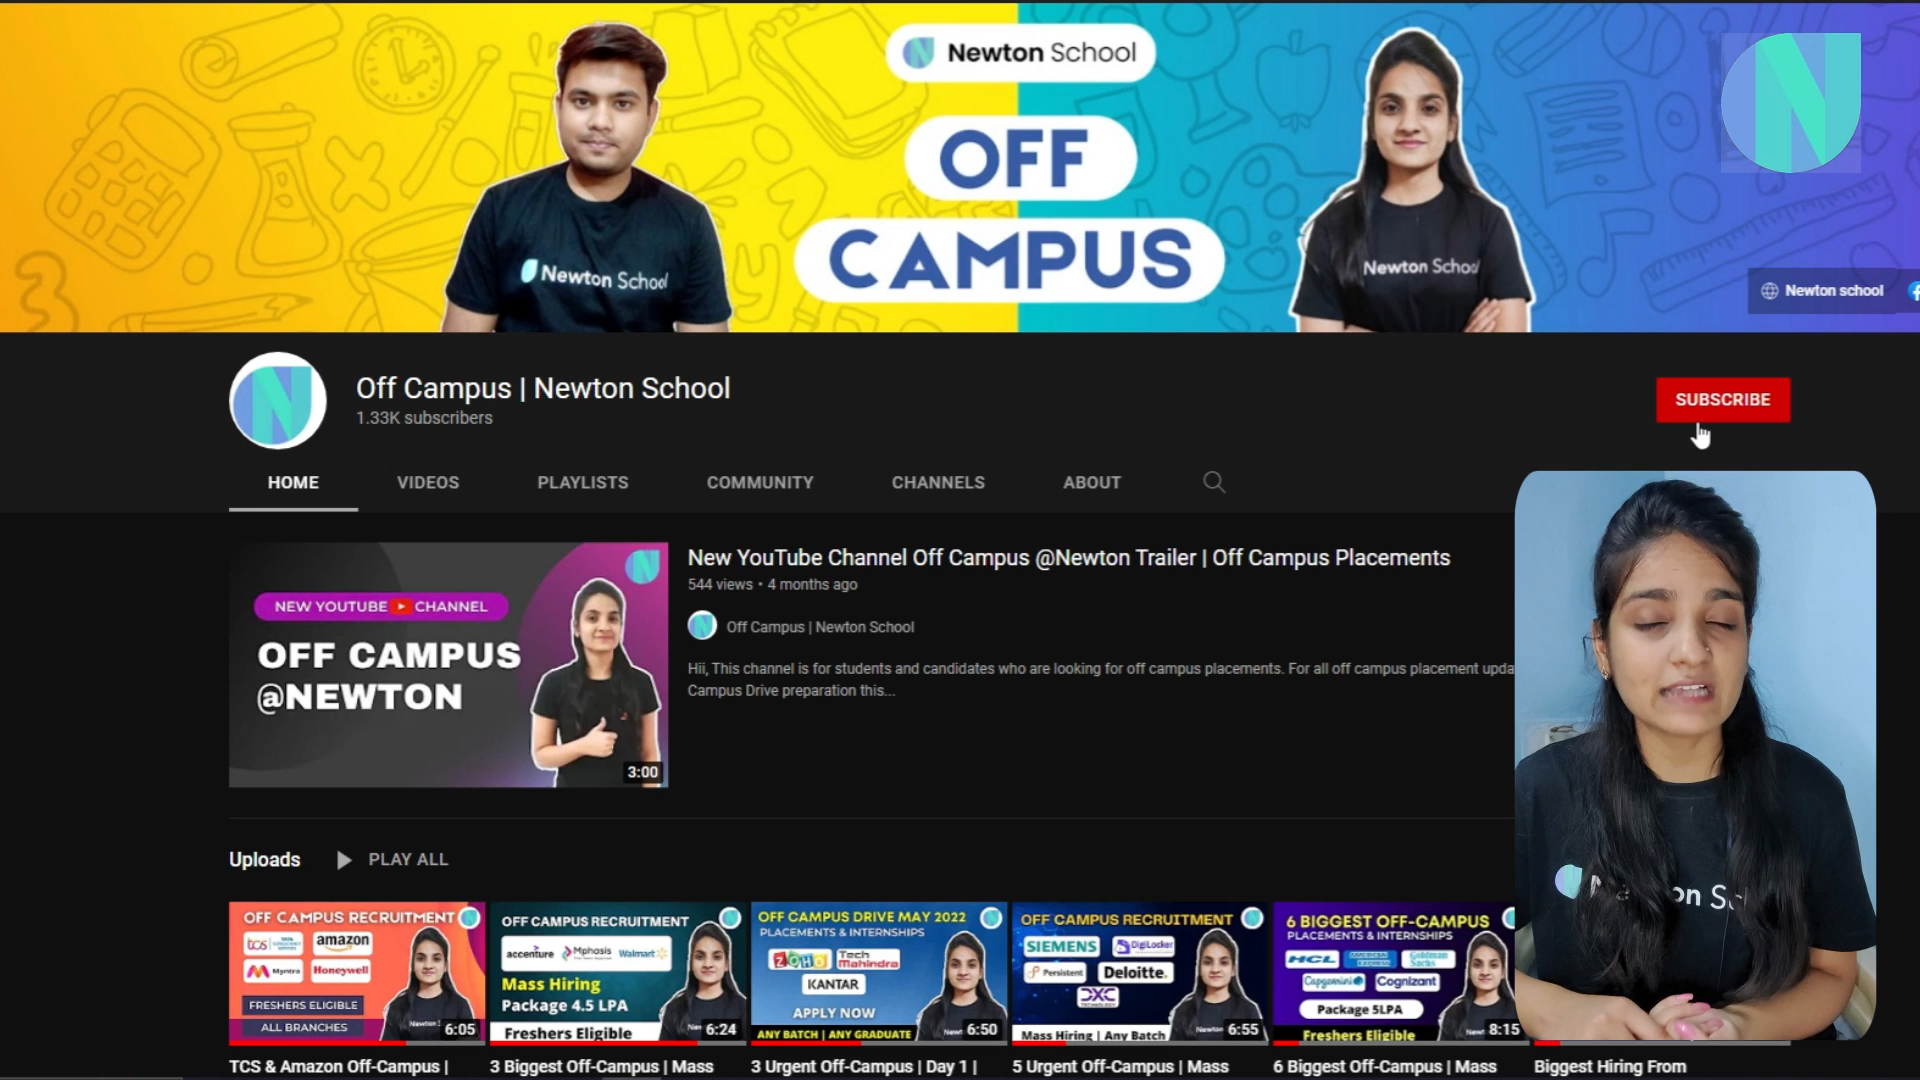 Newton School
OFF
CAMPUS
Newton School
Newton School
Newton school
Off Campus | Newton School
1.33K subscribers
SUBSCRIBE
HOME
VIDEOS
PLAYLISTS
COMMUNITY
CHANNELS
ABOUT
NEW YOUTUBE CHANNEL
OFF CAMPUS
@NEWTON
3:00
New YouTube Channel Off Campus @Newton Trailer | Off Campus Placements
544 views • 4 months ago
Off Campus | Newton School
Hii, This channel is for students and candidates who are looking for off campus placements. For all off campus placement upda
Campus Drive preparation this...
Uploads
PLAY ALL
OFF CAMPUS RECRUITMENT
tcs
amazon
Myntra
Honeywell
FRESHERS ELIGIBLE
ALL BRANCHES
6:05
TCS & Amazon Off-Campus |
OFF CAMPUS RECRUITMENT
accenture
Mphasis
Walmart
Mass Hiring
Package 4.5 LPA
Freshers Eligible
6:24
3 Biggest Off-Campus | Mass
OFF CAMPUS DRIVE MAY 2022
PLACEMENTS & INTERNSHIPS
ZOHO
Tech
Mahindra
KANTAR
APPLY NOW
ANY BATCH | ANY GRADUATE
6:50
3 Urgent Off-Campus | Day 1 |
OFF CAMPUS RECRUITMENT
SIEMENS
DigiLocker
Persistent
Deloitte.
DXC
Mass Hiring | Any Batch
6:55
5 Urgent Off-Campus | Mass
6 BIGGEST OFF-CAMPUS
PLACEMENTS & INTERNSHIPS
HCL
AMERICAN
EXPRESS
Goldman
Sachs
Capgemini
Cognizant
Package 5LPA
Freshers Eligible
8:15
6 Biggest Off-Campus | Mass
Biggest Hiring From